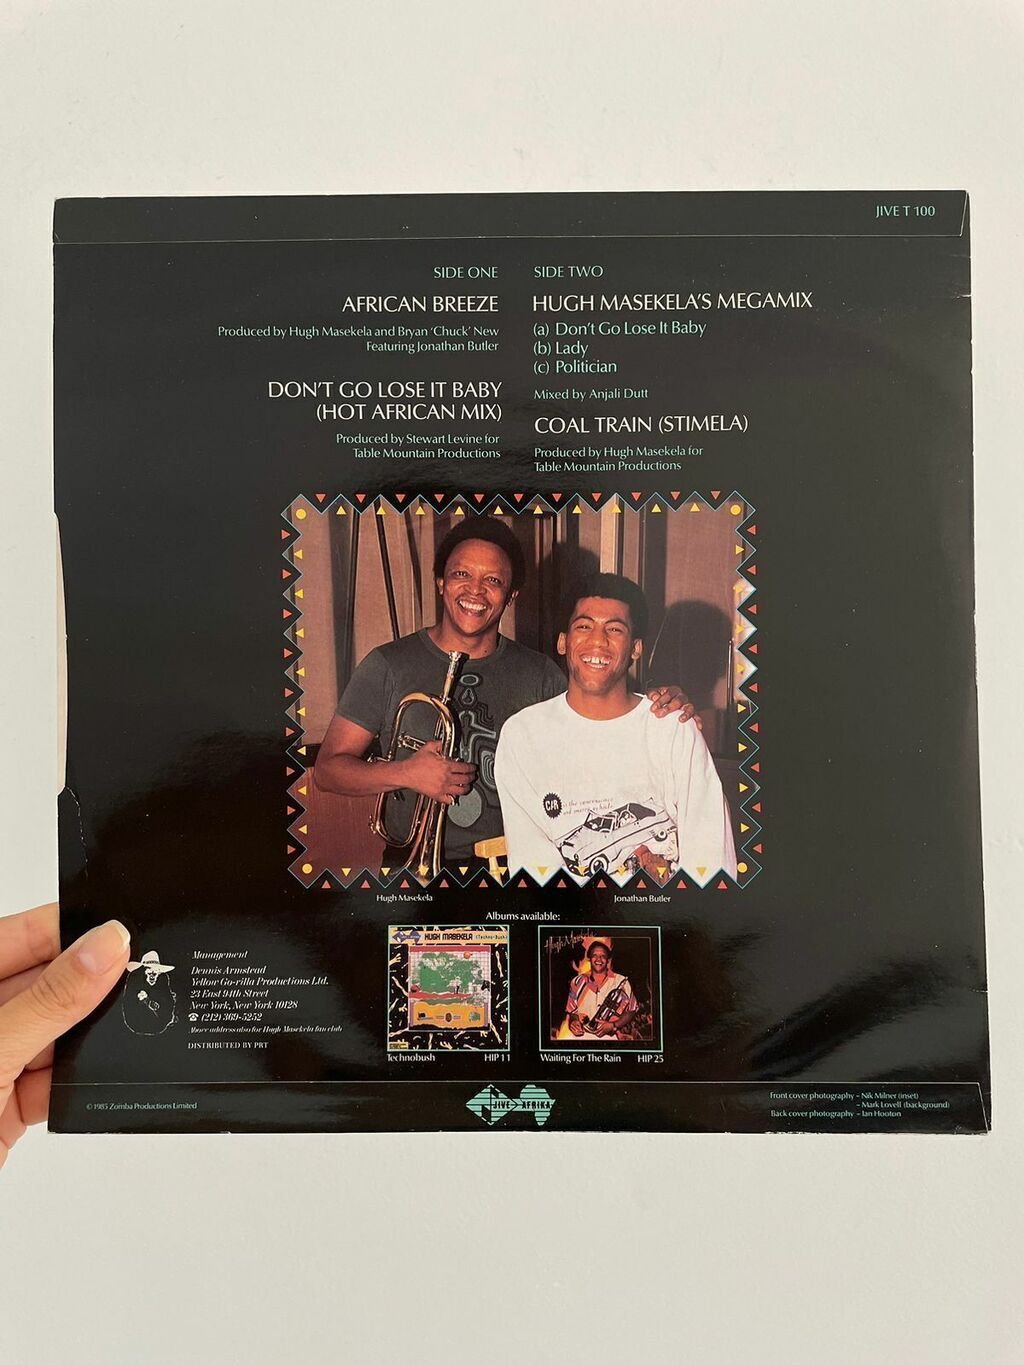 JIVE T 100
SIDE ONE
AFRICAN BREEZE
Produced by Hugh Masekela and Bryan 'Chuck' New
Featuring Jonathan Butler
DON'T GO LOSE IT BABY
(HOT AFRICAN MIX)
Produced by Stewart Levine for
Table Mountain Productions
SIDE TWO
HUGH MASEKELA'S MEGAMIX
(a) Don't Go Lose It Baby
(b) Lady
(c) Politician
Mixed by Anjali Dutt
COAL TRAIN (STIMELA)
Produced by Hugh Masekela for
Table Mountain Productions
C/R
Hugh Masekela
Jonathan Butler
Albums available:
HUGH MASEKELA (Techno-Bush)
Hugh Masekela
Technobush HIP 11
Waiting For The Rain HIP 25
Management
Dennis Armstead
Yellow Go-rilla Productions Ltd.
23 East 94th Street
New York, New York 10128
☎ (212) 369-5252
Above address also for Hugh Masekela fan club
DISTRIBUTED BY PRT
© 1985 Zomba Productions Limited
JIVE AFRIKA
Front cover photography – Nik Milner (inset)
– Mark Lovell (background)
Back cover photography – Ian Hooton